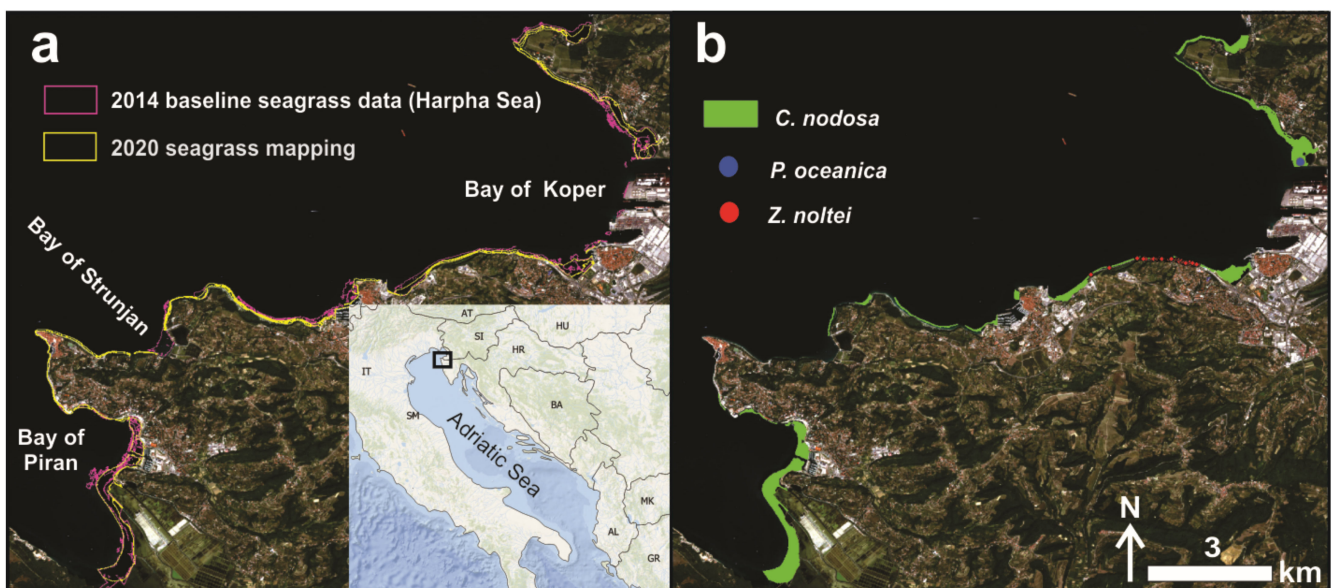 a
2014 baseline seagrass data (Harpha Sea)
2020 seagrass mapping
Bay of Koper
Bay of Strunjan
Bay of
Piran
AT
HU
SI
HR
IT
BA
SM
Adriatic Sea
MK
AL
GR
b
C. nodosa
P. oceanica
Z. noltei
N
3
km